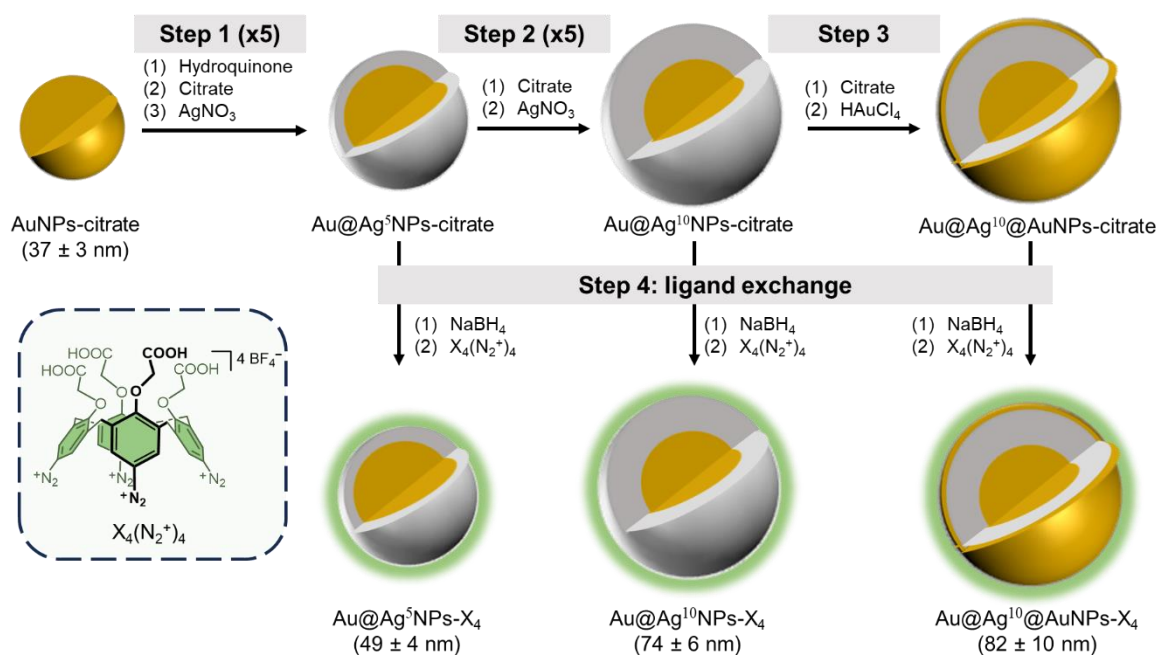 Step 1 (x5)
(1) Hydroquinone
(2) Citrate
(3) AgNO₃
Step 2 (x5)
(1) Citrate
(2) AgNO₃
Step 3
(1) Citrate
(2) HAuCl₄
AuNPs-citrate
(37 ± 3 nm)
Au@Ag⁵NPs-citrate
Au@Ag¹⁰NPs-citrate
Au@Ag¹⁰@AuNPs-citrate
Step 4: ligand exchange
(1) NaBH₄
(2) X₄(N₂⁺)₄
(1) NaBH₄
(2) X₄(N₂⁺)₄
(1) NaBH₄
(2) X₄(N₂⁺)₄
HOOC COOH 4 BF₄⁻
HOOC COOH
O O O O
⁺N₂ ⁺N₂ N₂⁺
⁺N₂
X₄(N₂⁺)₄
Au@Ag⁵NPs-X₄
(49 ± 4 nm)
Au@Ag¹⁰NPs-X₄
(74 ± 6 nm)
Au@Ag¹⁰@AuNPs-X₄
(82 ± 10 nm)